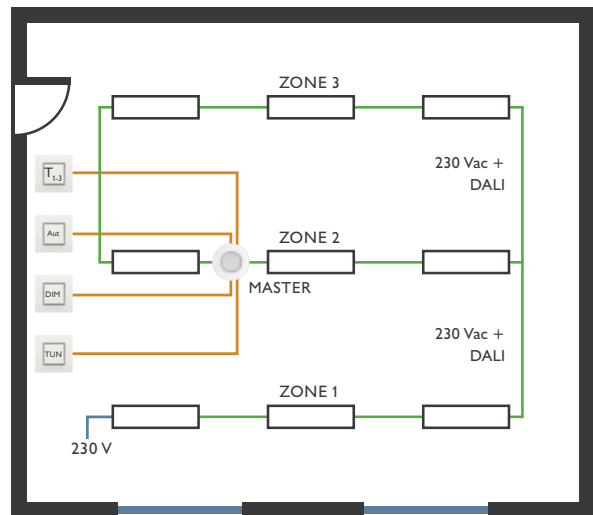 ZONE 3
230 Vac +
DALI
T1-3
Aut
ZONE 2
MASTER
DIM
230 Vac +
DALI
TUN
ZONE 1
230 V